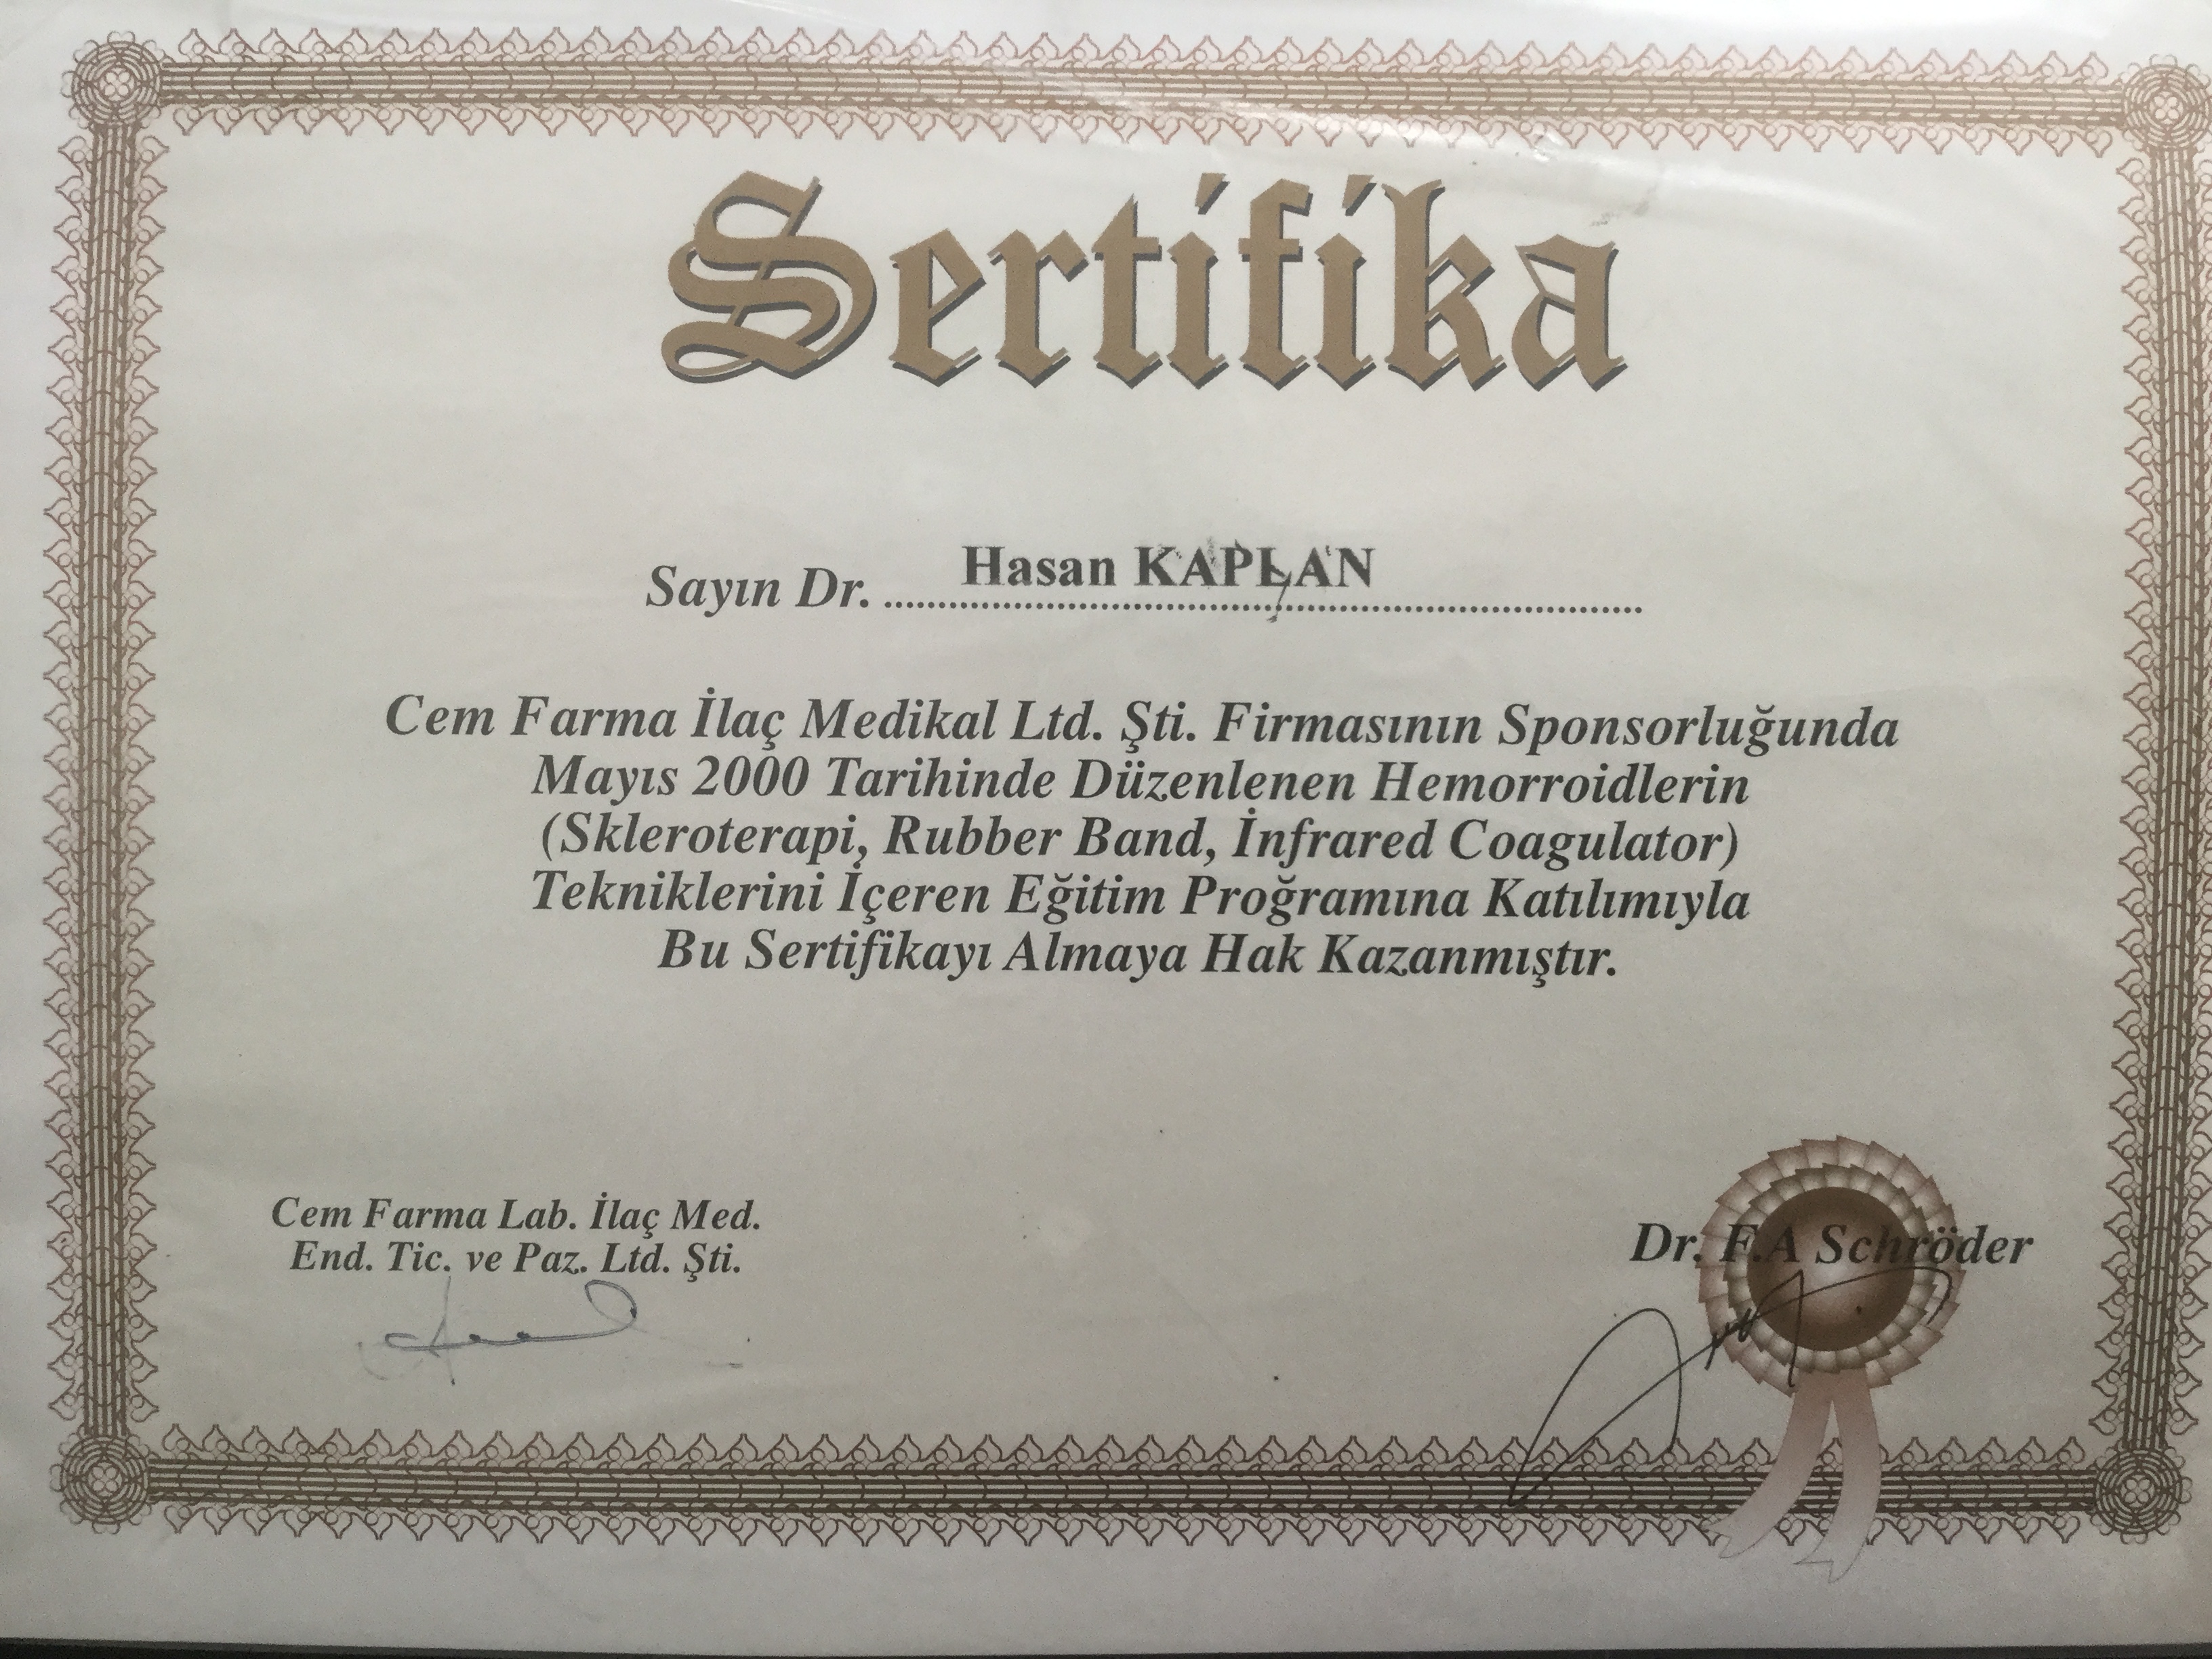 Sertifika
Sayın Dr. Hasan KAPLAN
Cem Farma İlaç Medikal Ltd. Şti. Firmasının Sponsorluğunda
Mayıs 2000 Tarihinde Düzenlenen Hemorroidlerin
(Skleroterapi, Rubber Band, İnfrared Coagulator)
Tekniklerini İçeren Eğitim Proğramına Katılımıyla
Bu Sertifikayı Almaya Hak Kazanmıştır.
Cem Farma Lab. İlaç Med.
End. Tic. ve Paz. Ltd. Şti.
Dr. F.A Schröder